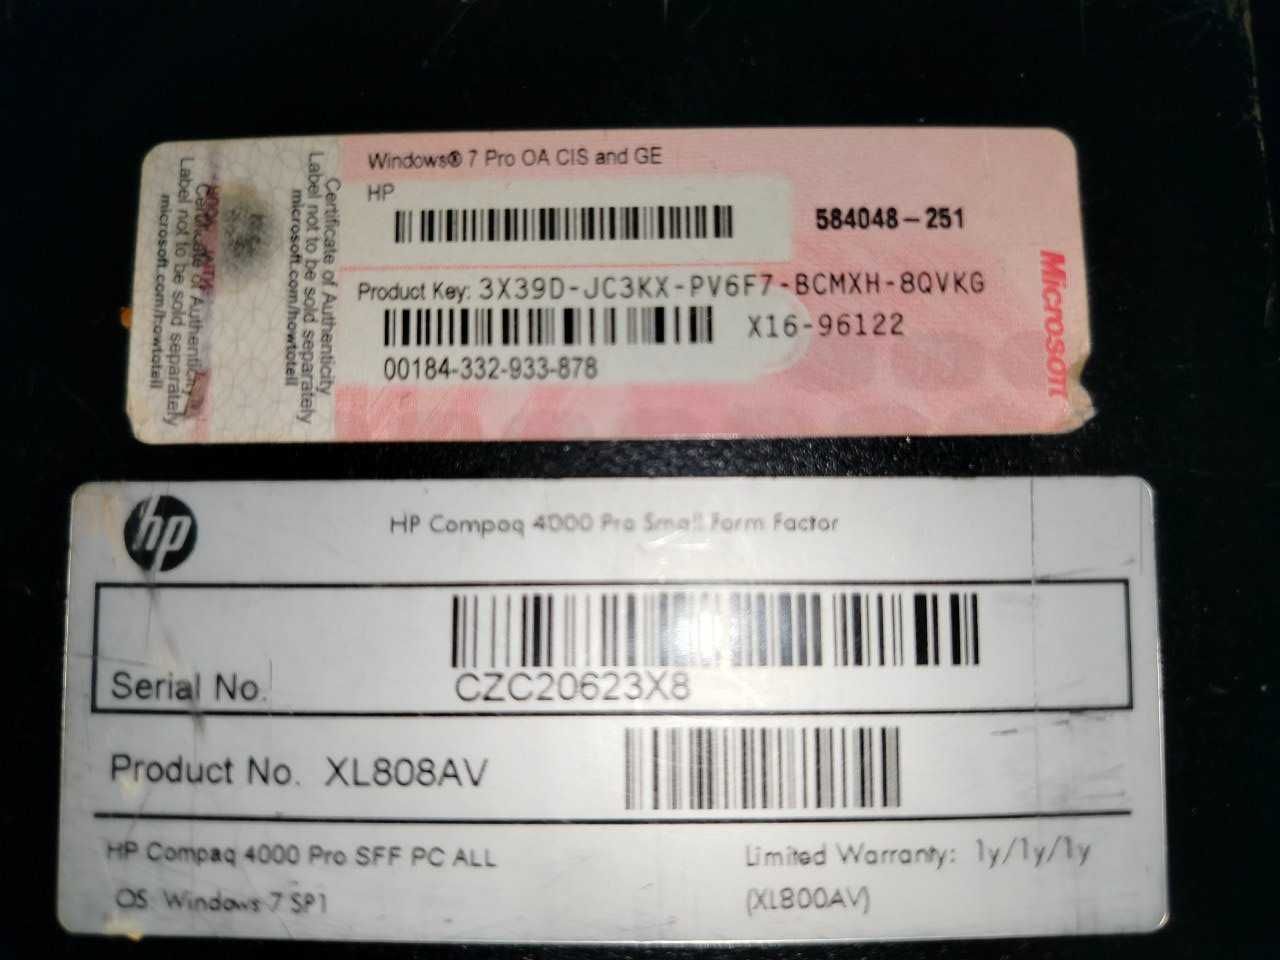 Windows® 7 Pro OA CIS and GE
HP
584048-251
Product Key: 3X39D-JC3KX-PV6F7-BCMXH-8QVKG
X16-96122
00184-332-933-878
Microsoft
Certificate of Authenticity
Label not to be sold separately
microsoft.com/howtotell
Certificate of Authenticity
Label not to be sold separately
microsoft.com/howtotell
hp
HP Compaq 4000 Pro Small Form Factor
Serial No. CZC20623X8
Product No. XL808AV
HP Compaq 4000 Pro SFF PC ALL
Limited Warranty: 1y/1y/1y
OS Windows 7 SP1
(XL800AV)